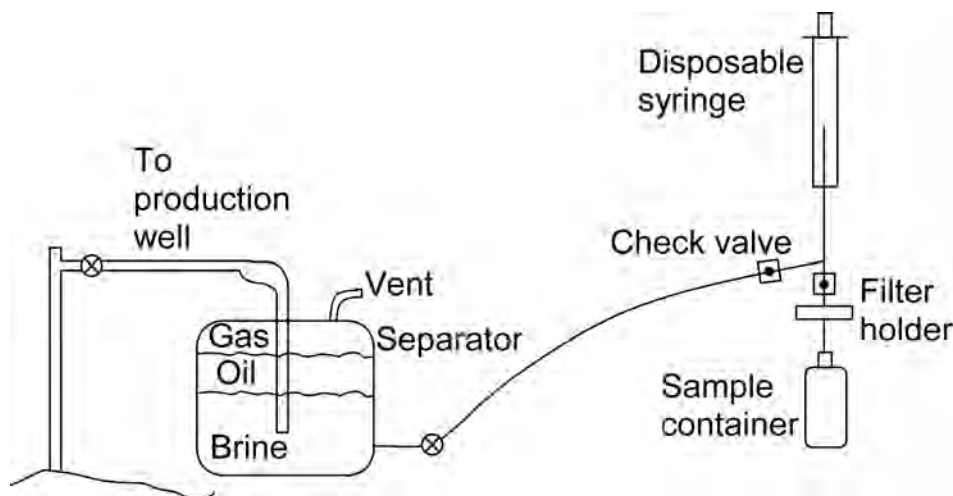 Disposable
syringe
To
production
well
Check valve
Vent
Filter
holder
Gas
Separator
Oil
Sample
container
Brine